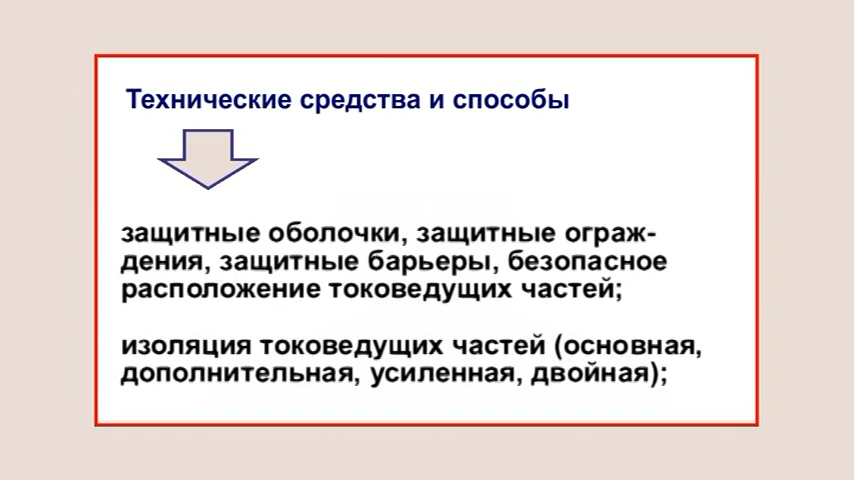 Технические средства и способы
защитные оболочки, защитные ограж-
дения, защитные барьеры, безопасное
расположение токоведущих частей;
изоляция токоведущих частей (основная,
дополнительная, усиленная, двойная);